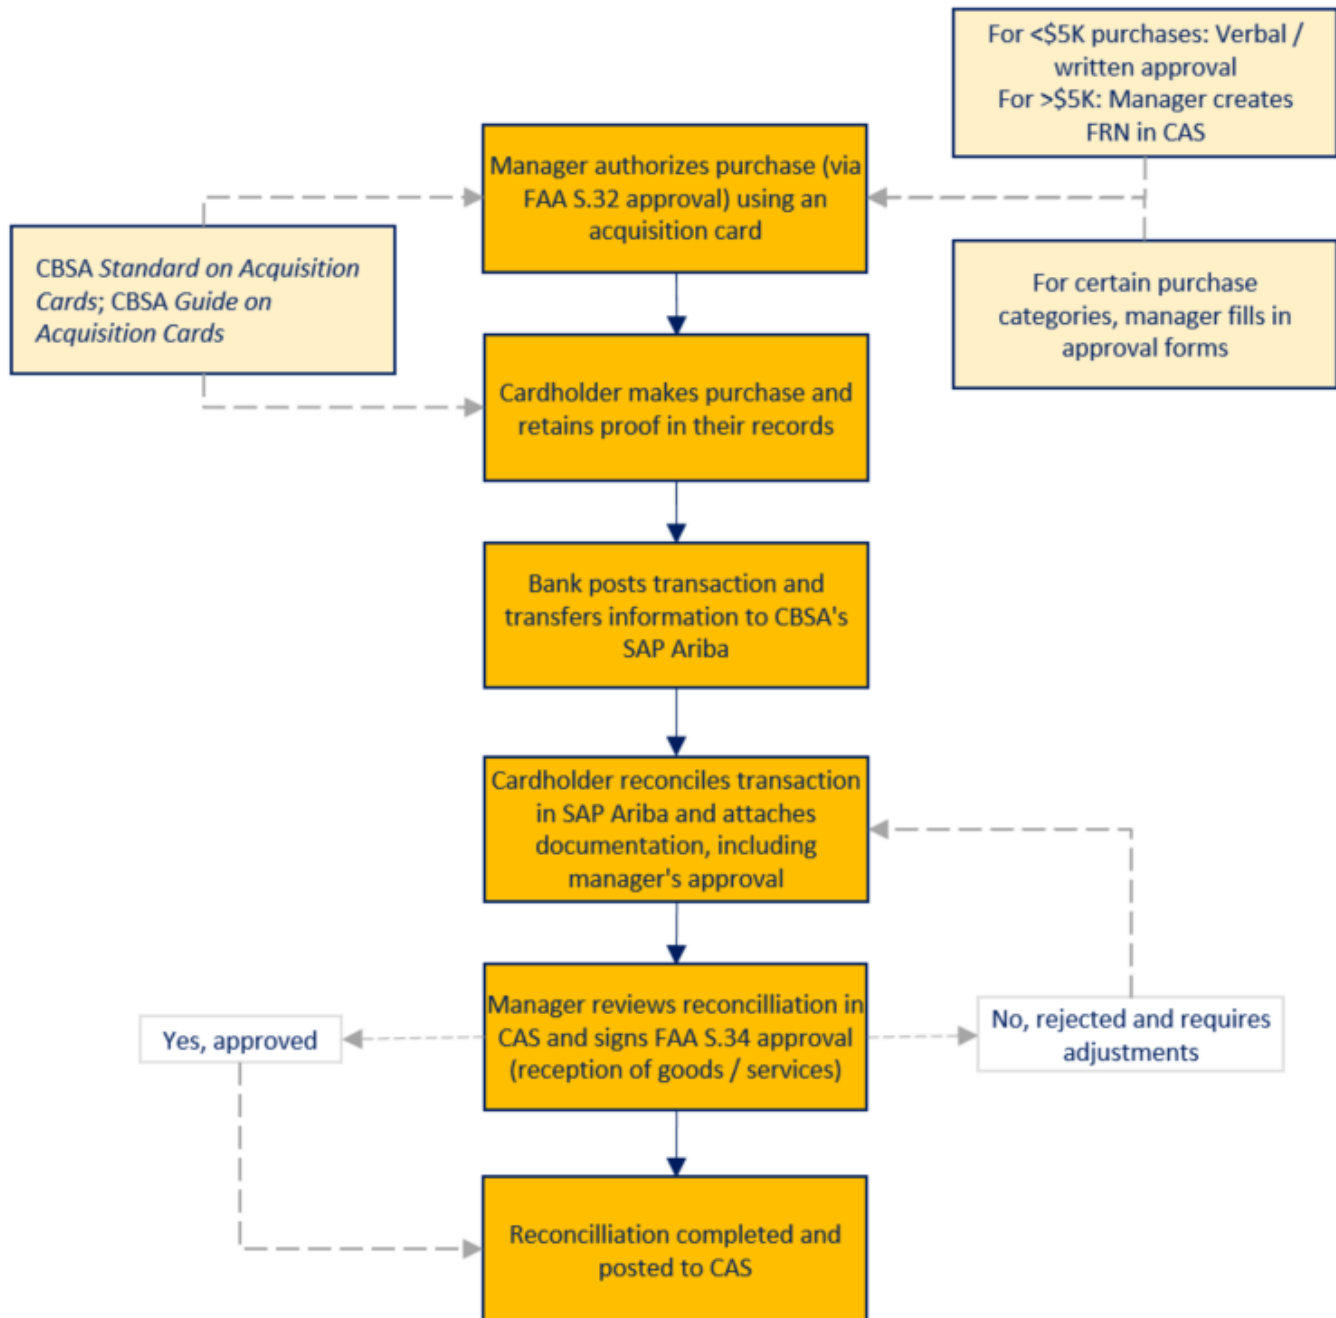 For <$5K purchases: Verbal /
written approval
For >$5K: Manager creates
FRN in CAS
Manager authorizes purchase (via
FAA S.32 approval) using an
acquisition card
CBSA Standard on Acquisition
Cards; CBSA Guide on
Acquisition Cards
For certain purchase
categories, manager fills in
approval forms
Cardholder makes purchase and
retains proof in their records
Bank posts transaction and
transfers information to CBSA's
SAP Ariba
Cardholder reconciles transaction
in SAP Ariba and attaches
documentation, including
manager's approval
Manager reviews reconcilliation in
CAS and signs FAA S.34 approval
(reception of goods / services)
Yes, approved
No, rejected and requires
adjustments
Reconcilliation completed and
posted to CAS